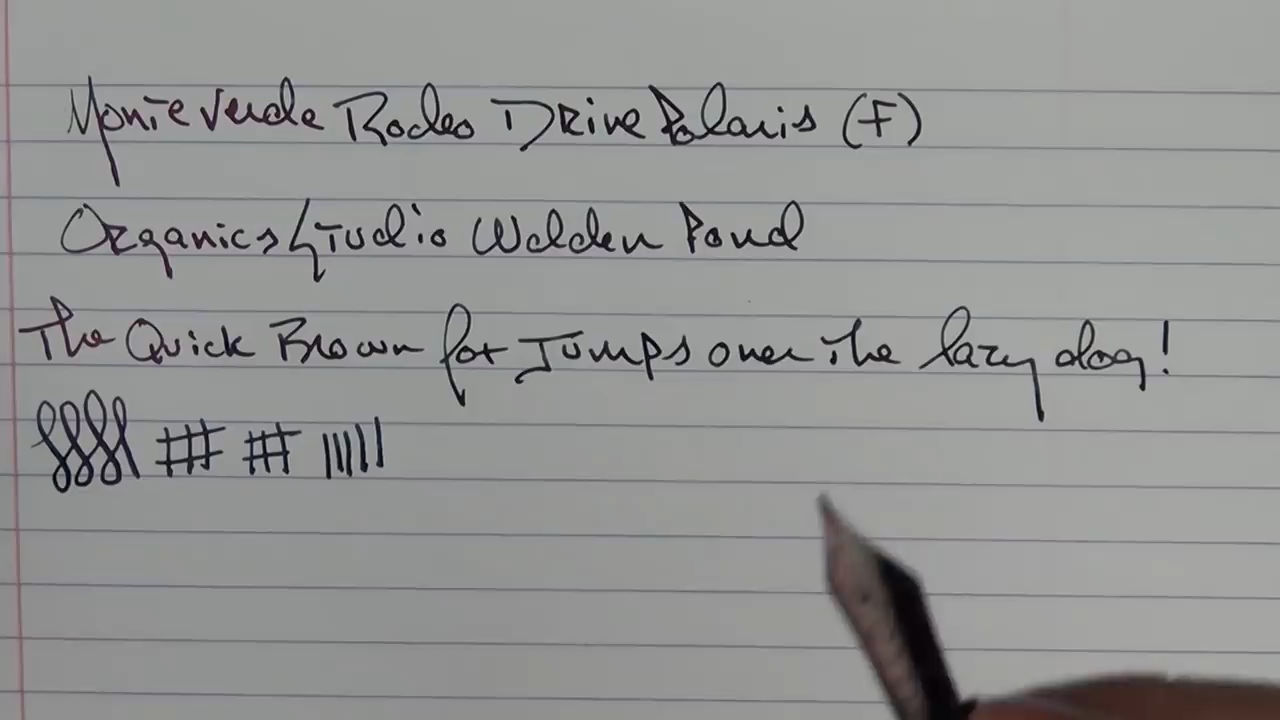 Monteverde Rodeo Drive Polaris (F)
Organics Studio Walden Pond
The Quick Brown fox Jumps over The lazy dog!